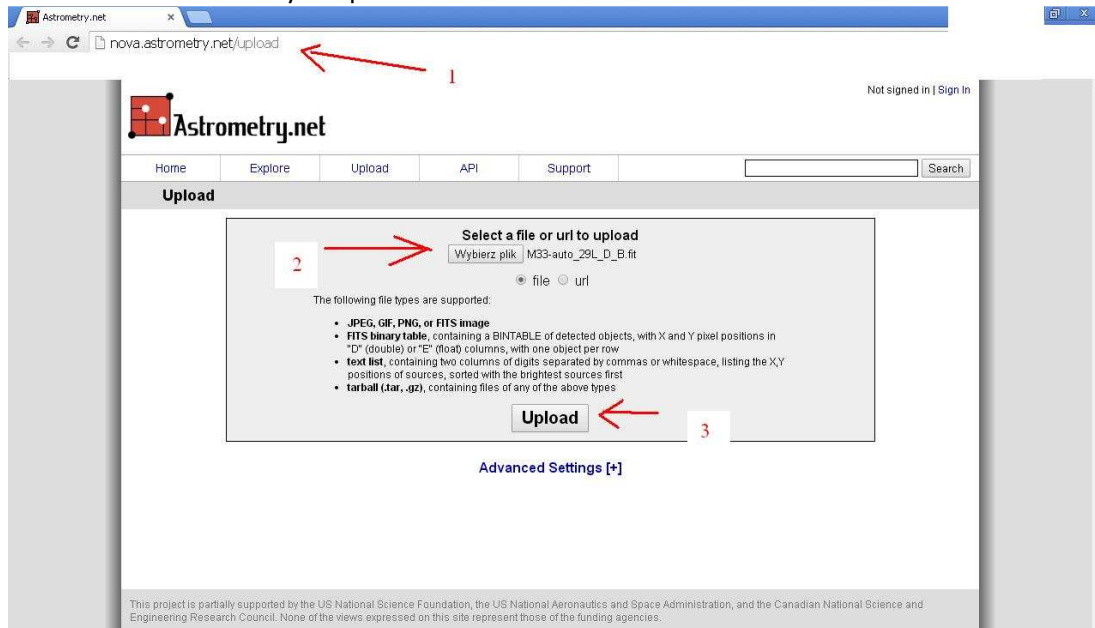 Astrometry.net
nova.astrometry.net/upload
1
Not signed in | Sign In
Astrometry.net
Home Explore Upload API Support Search
Upload
Select a file or url to upload
2
Wybierz plik M33-auto_29L_D_B.fit
file url
The following file types are supported:
• JPEG, GIF, PNG, or FITS image
• FITS binary table, containing a BINTABLE of detected objects, with X and Y pixel positions in
"D" (double) or "E" (float) columns, with one object per row
• text list, containing two columns of digits separated by commas or whitespace, listing the X,Y
positions of sources, sorted with the brightest sources first
• tarball (.tar, .gz), containing files of any of the above types
Upload
3
Advanced Settings [+]
This project is partially supported by the US National Science Foundation, the US National Aeronautics and Space Administration, and the Canadian National Science and
Engineering Research Council. None of the views expressed on this site represent those of the funding agencies.